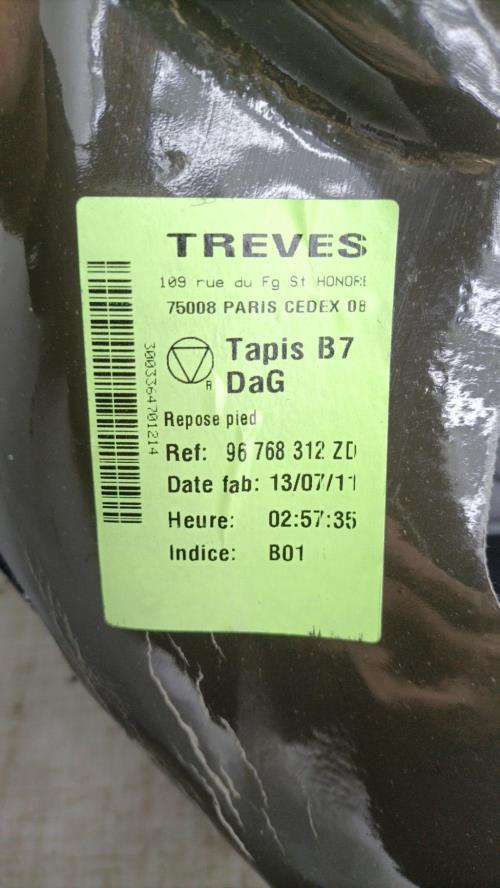 TREVES
109 rue du Fg St HONORE
75008 PARIS CEDEX 08
Tapis B7
DaG
R
Repose pied
Ref: 96 768 312 ZD
Date fab: 13/07/11
Heure: 02:57:35
Indice: B01
3003364701214